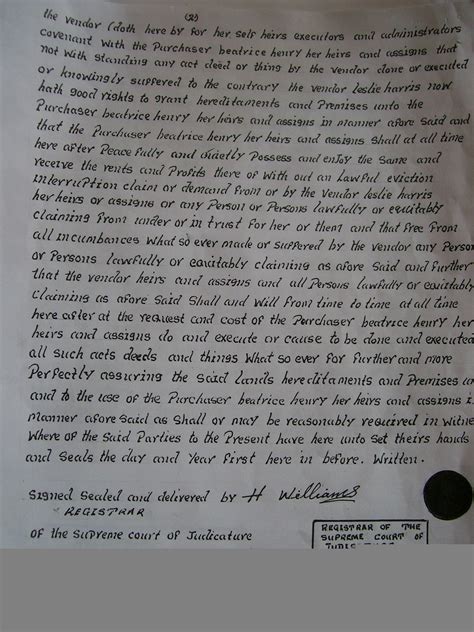 (2)
the vendor (doth here by for her self heirs executors and administrators
covenant with the Purchaser beatrice henry her heirs and assigns that
not with standing any act deed or thing by the vendor done or executed
or knowingly suffered to the contrary the vendor leslie harris now
hath good rights to grant hereditaments and Premises unto the
Purchaser beatrice henry her heirs and assigns in manner afore Said and
that the Purchaser beatrice henry her heirs and assigns Shall at all time
here after Peacefully and Quietly Possess and enjoy the Same and
receive the rents and Profits there of with out an Lawful eviction
interruption claim or demand from or by the Vendor leslie harris
her heirs or assigns or any Person or Persons lawfully or equitably
claiming from under or in trust for her or them and that free from
all incumbances What so ever made or suffered by the vendor any Person
or Persons lawfully or equitably claiming as afore Said and further
that the vendor heirs and assigns and all Persons lawfully or equitably
claiming as afore Said Shall and Will from time to time at all time
here after at the request and cost of the Purchaser beatrice henry her
heirs and assigns do and execute or cause to be done and executed
all such acts deeds and things What so ever for further and more
Perfectly assuring the Said lands hereditaments and Premises un
and to the use of the Purchaser beatrice henry her heirs and assigns i
Manner afore said as Shall or may be reasonably required in Witne
Where of the Said Parties to the Present have here unto Set theirs hands
and Seals the day and Year first here in before. Written.
Signed Sealed and delivered by H Williams
REGISTRAR
of the Supreme court of Judicature
REGISTRAR OF THE
SUPREME COURT OF